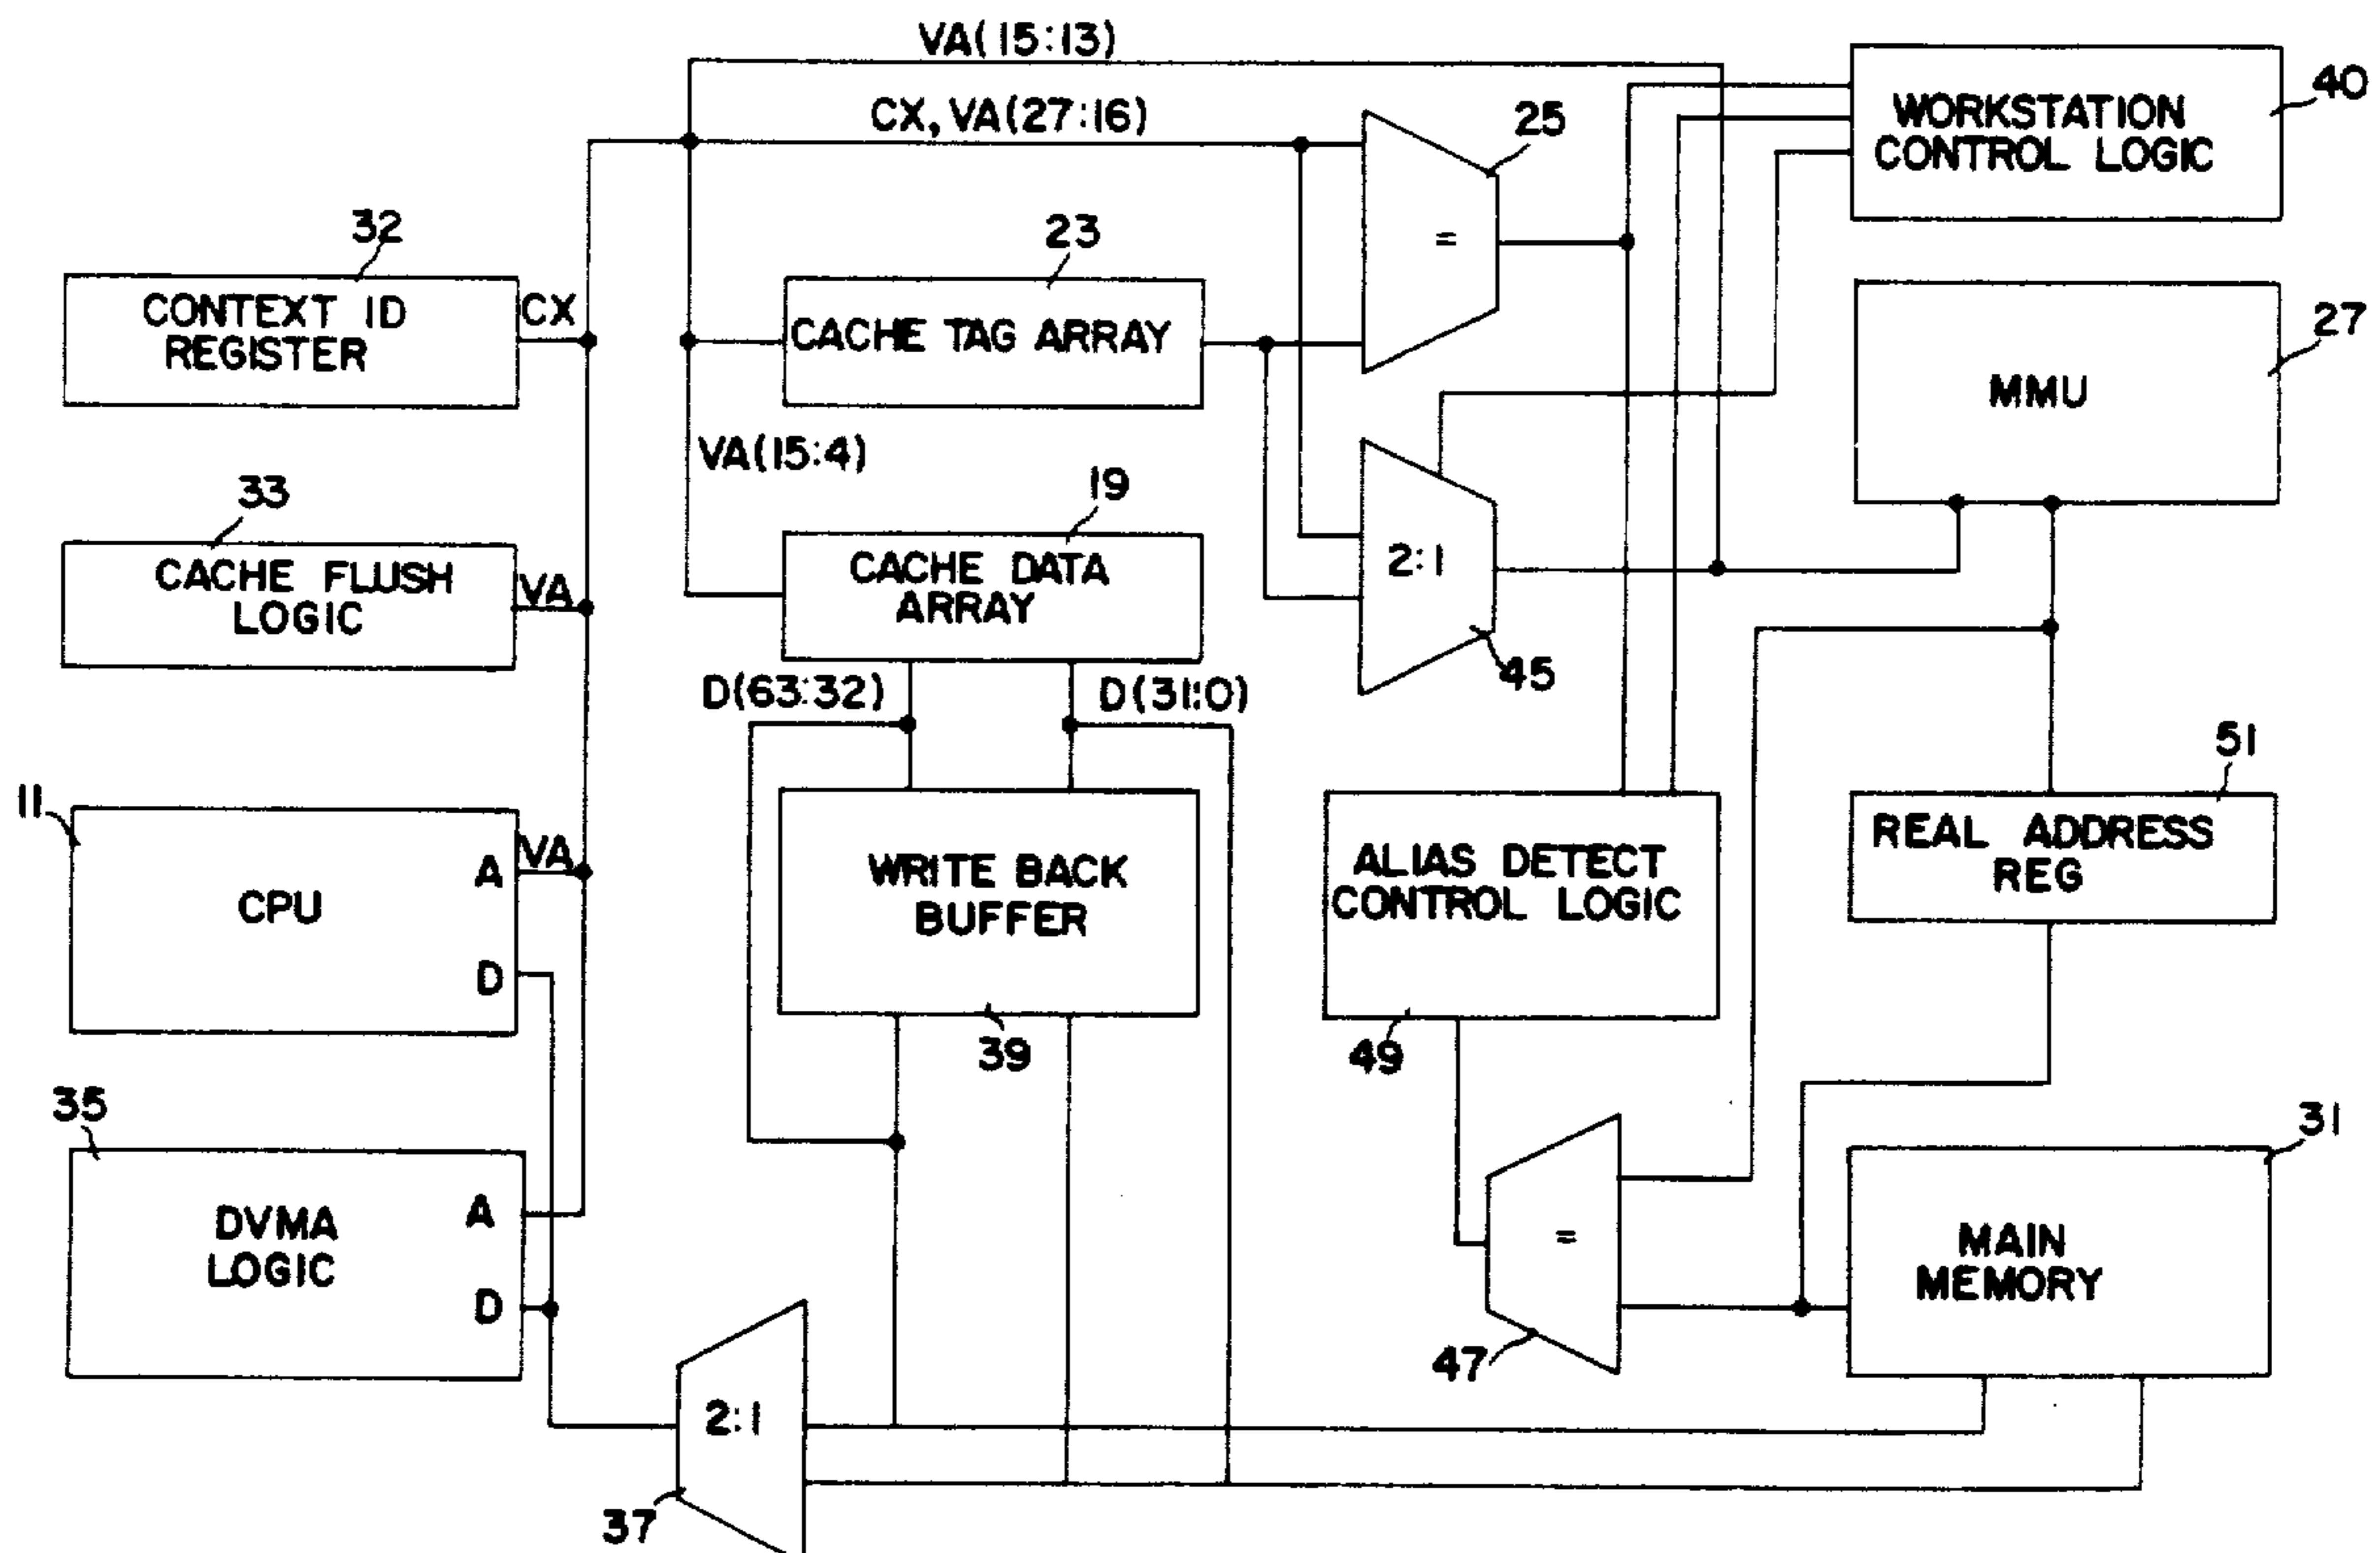 VA(15:13)
CX, VA(27:16)
25
WORKSTATION
CONTROL LOGIC
40
32
CONTEXT ID
REGISTER
CX
23
CACHE TAG ARRAY
=
MMU
27
VA(15:4)
33
CACHE FLUSH
LOGIC
VA
19
CACHE DATA
ARRAY
2:1
45
D(63:32)
D(31:0)
11
CPU
A
VA
D
WRITE BACK
BUFFER
39
ALIAS DETECT
CONTROL LOGIC
49
51
REAL ADDRESS
REG
35
DVMA
LOGIC
A
D
2:1
37
=
47
31
MAIN
MEMORY